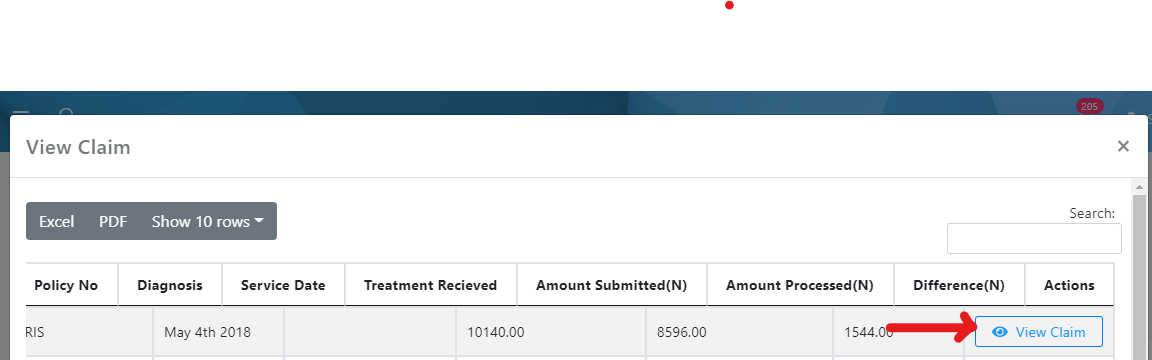 205
View Claim ×
Excel PDF Show 10 rows
Search:
Policy No Diagnosis Service Date Treatment Recieved Amount Submitted(N) Amount Processed(N) Difference(N) Actions
RIS May 4th 2018 10140.00 8596.00 1544.00 View Claim